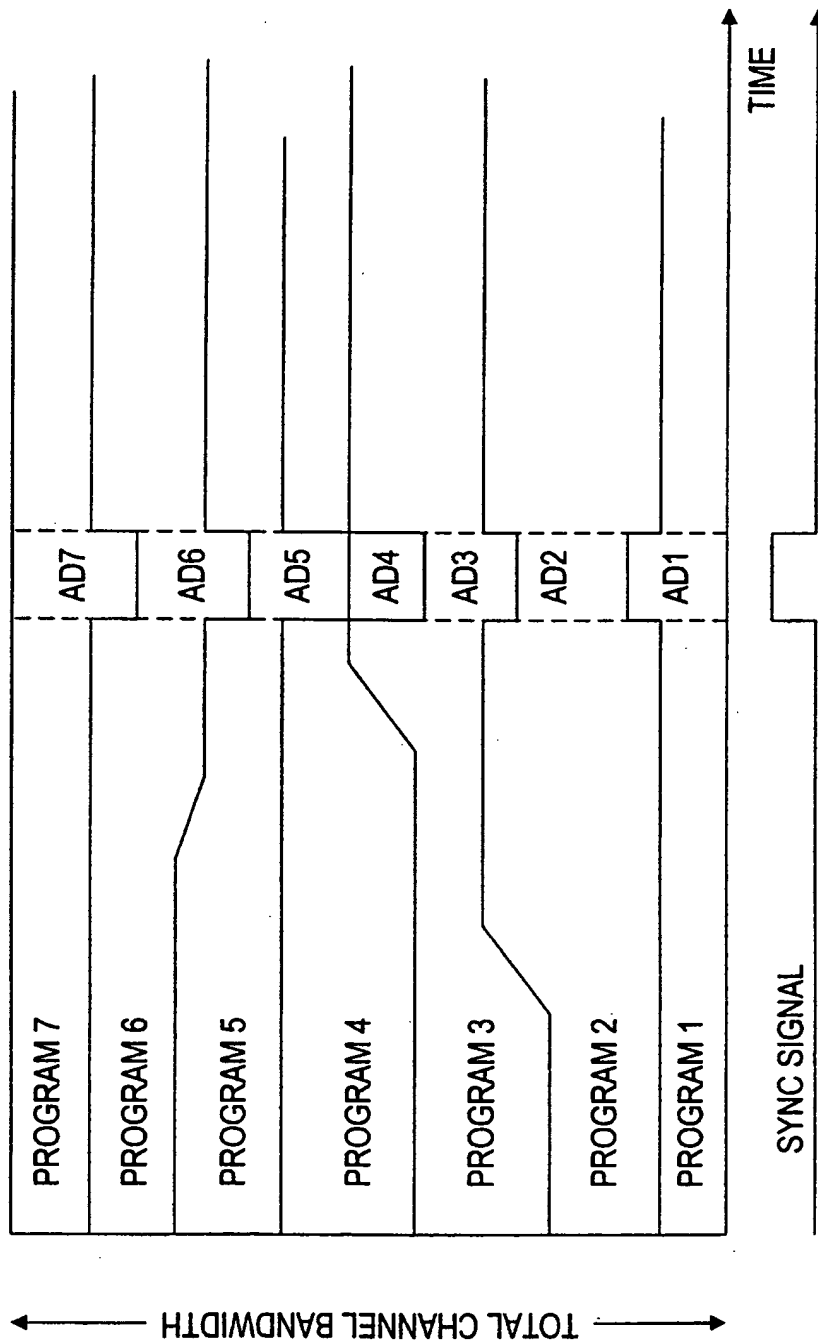 TOTAL CHANNEL BANDWIDTH
PROGRAM 7
PROGRAM 6
PROGRAM 5
PROGRAM 4
PROGRAM 3
PROGRAM 2
PROGRAM 1
AD7
AD6
AD5
AD4
AD3
AD2
AD1
TIME
SYNC SIGNAL